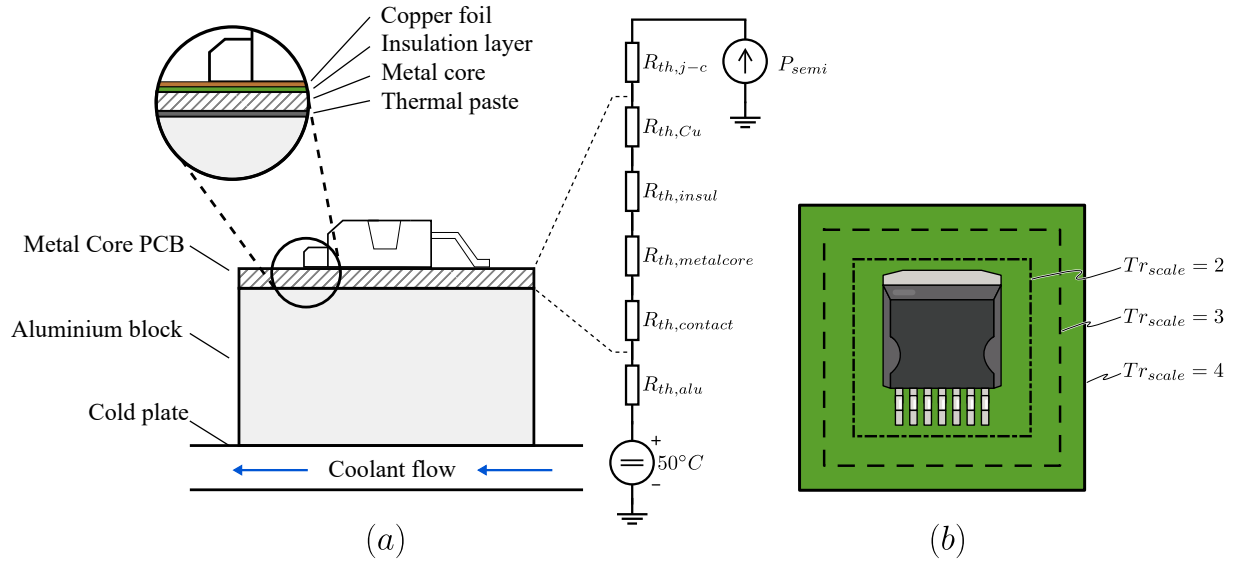 Copper foil
Insulation layer
Metal core
Thermal paste
Metal Core PCB
Aluminium block
Cold plate
Coolant flow
(a)
R_{th,j-c}
P_{semi}
R_{th,Cu}
R_{th,insul}
R_{th,metalcore}
R_{th,contact}
R_{th,alu}
+
50°C
−
Tr_{scale} = 2
Tr_{scale} = 3
Tr_{scale} = 4
(b)